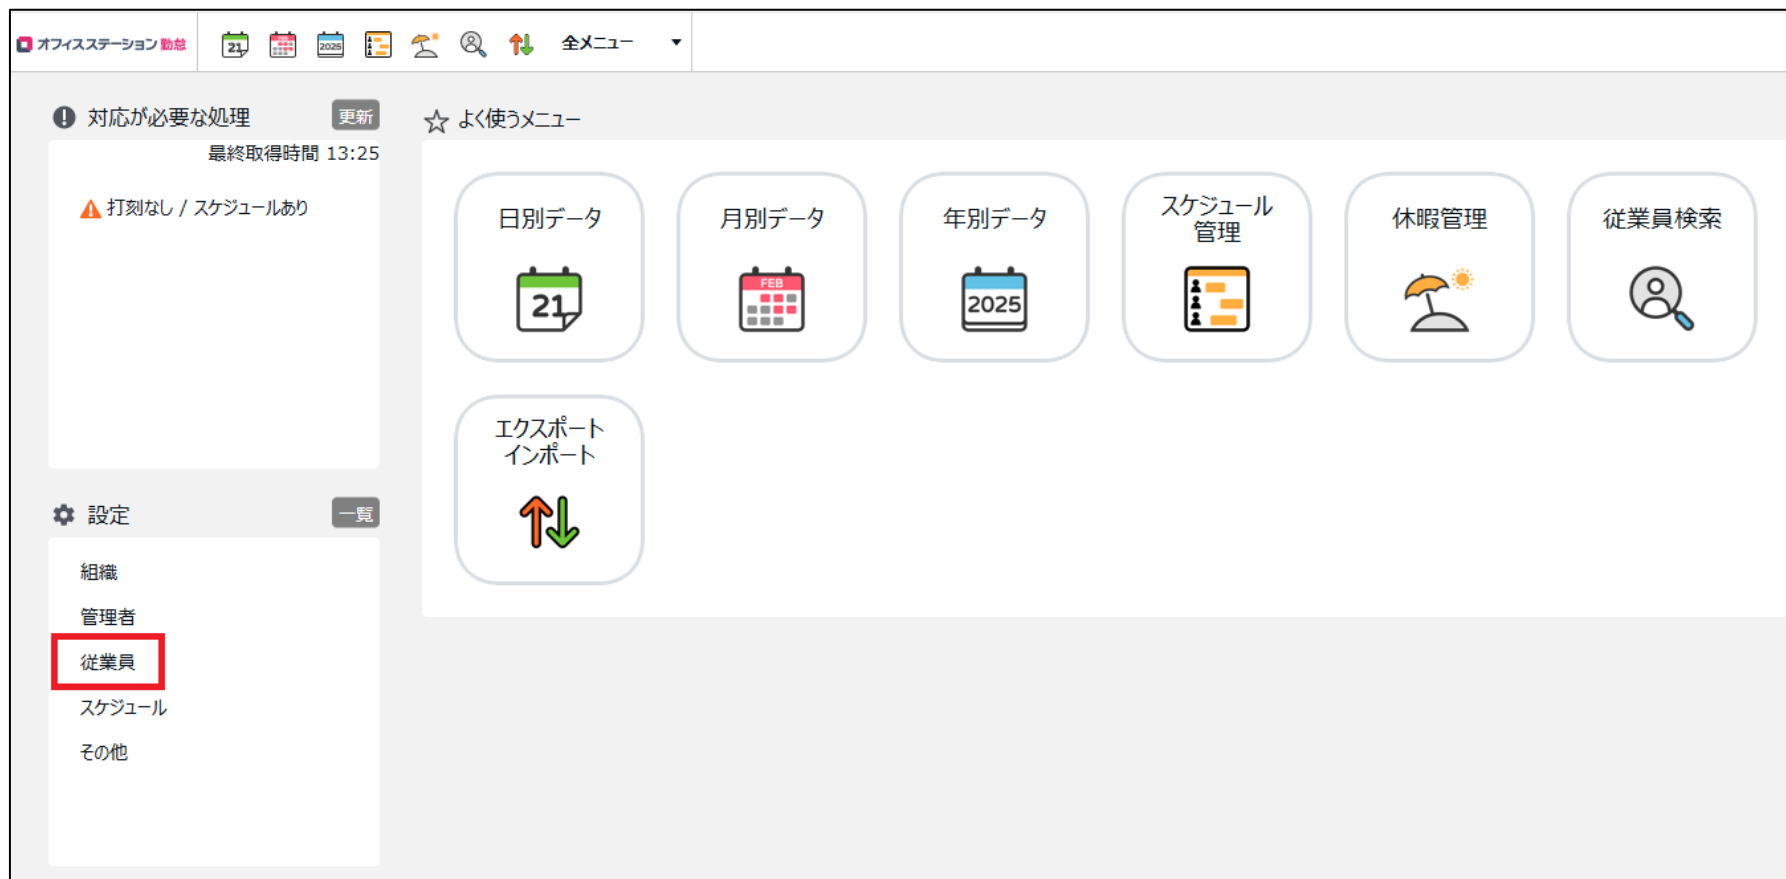 オフィスステーション 勤怠
21
2025
全メニュー
対応が必要な処理
更新
最終取得時間 13:25
打刻なし / スケジュールあり
よく使うメニュー
日別データ
21
月別データ
FEB
年別データ
2025
スケジュール
管理
休暇管理
従業員検索
エクスポート
インポート
設定
一覧
組織
管理者
従業員
スケジュール
その他